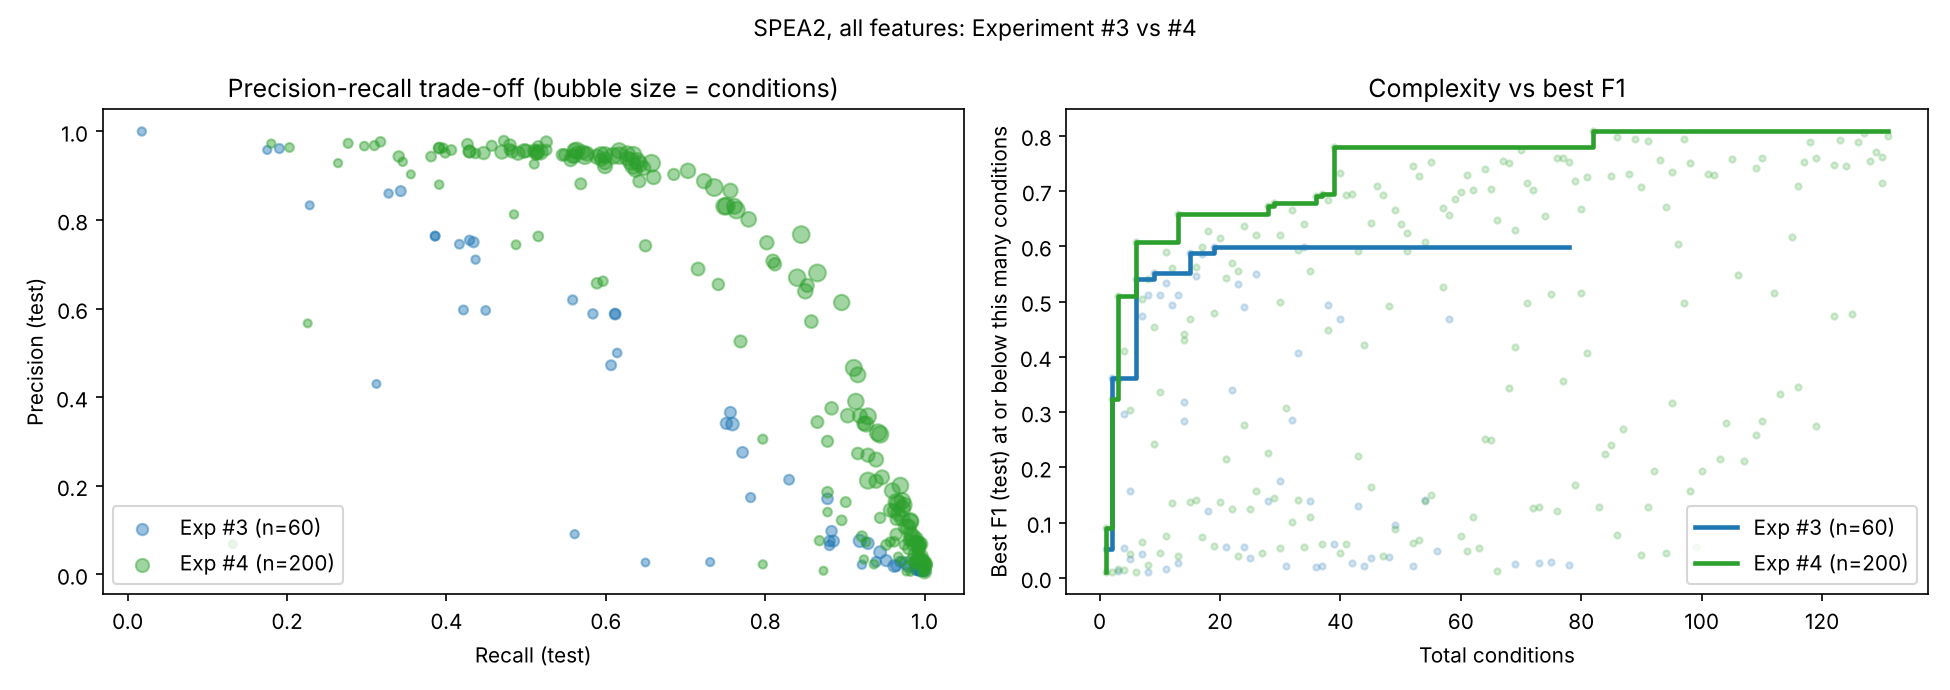 SPEA2, all features: Experiment #3 vs #4
Precision-recall trade-off (bubble size = conditions)
Precision (test)
1.0
0.8
0.6
0.4
0.2
0.0
Exp #3 (n=60)
Exp #4 (n=200)
0.0 0.2 0.4 0.6 0.8 1.0
Recall (test)
Complexity vs best F1
Best F1 (test) at or below this many conditions
0.8
0.7
0.6
0.5
0.4
0.3
0.2
0.1
0.0
Exp #3 (n=60)
Exp #4 (n=200)
0 20 40 60 80 100 120
Total conditions